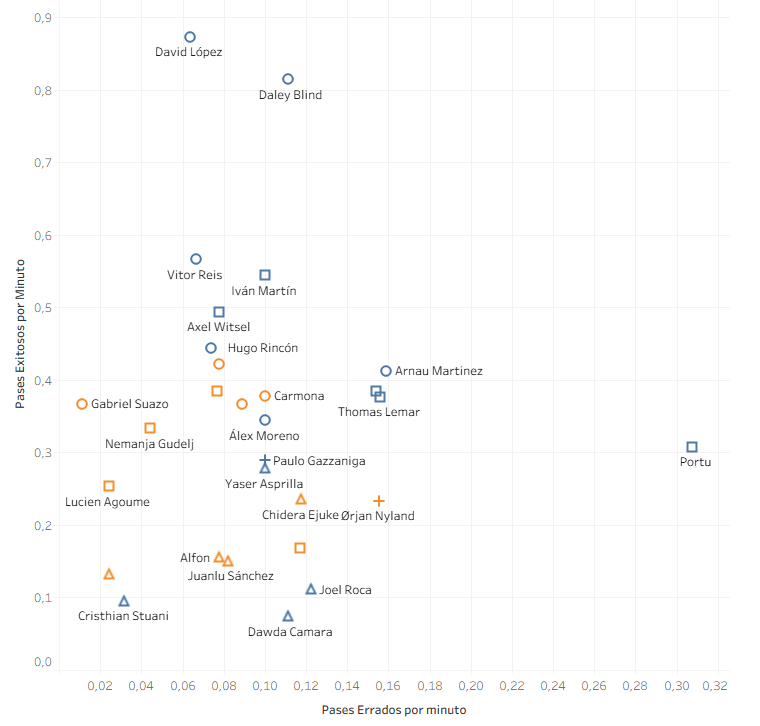 0,9
David López
0,8
Daley Blind
0,7
0,6
Vitor Reis
Iván Martín
0,5
Axel Witsel
Hugo Rincón
Pases Exitosos por Minuto
0,4
Arnau Martinez
Gabriel Suazo
Carmona
Thomas Lemar
Álex Moreno
Nemanja Gudelj
0,3
Paulo Gazzaniga
Portu
Yaser Asprilla
Lucien Agoume
Chidera Ejuke
Ørjan Nyland
0,2
Alfon
Juanlu Sánchez
0,1
Joel Roca
Cristhian Stuani
Dawda Camara
0,0
0,02 0,04 0,06 0,08 0,10 0,12 0,14 0,16 0,18 0,20 0,22 0,24 0,26 0,28 0,30 0,32
Pases Errados por minuto